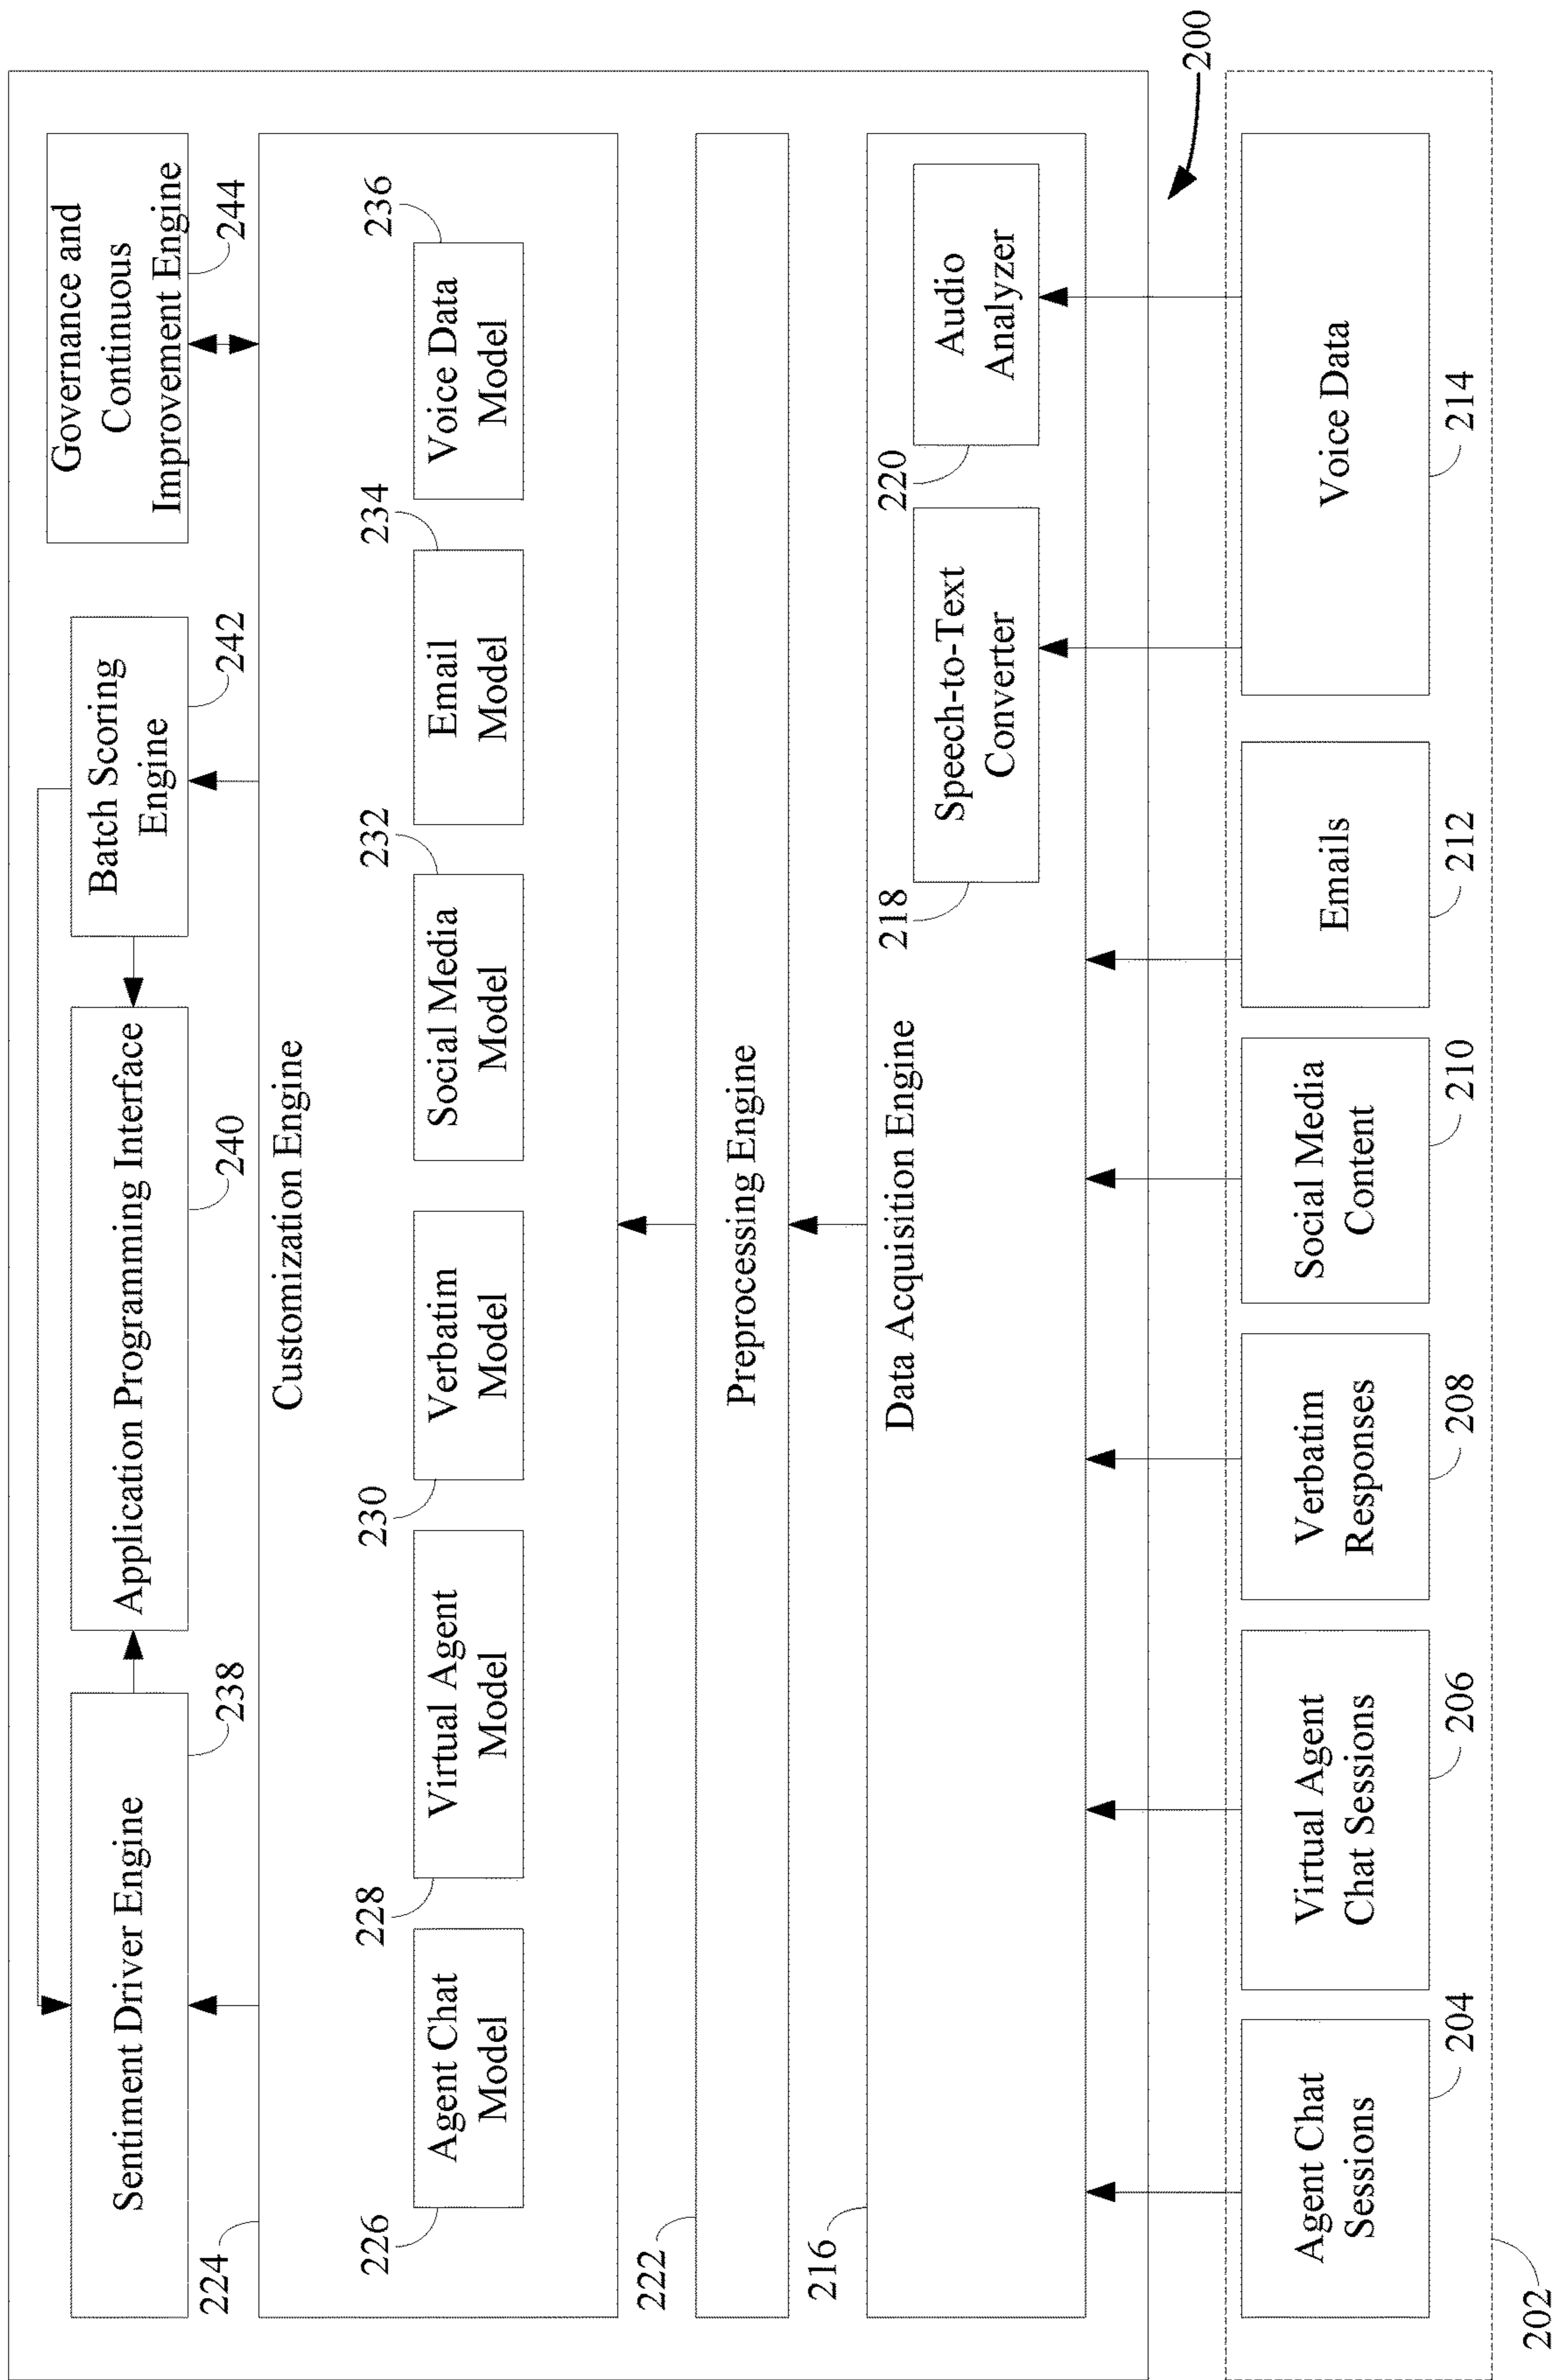 Sentiment Driver Engine
238
Application Programming Interface
240
Batch Scoring
Engine
242
Governance and
Continuous
Improvement Engine
244
224
Customization Engine
226
Agent Chat
Model
228
Virtual Agent
Model
230
Verbatim
Model
232
Social Media
Model
234
Email
Model
236
Voice Data
Model
222
Preprocessing Engine
216
Data Acquisition Engine
218
Speech-to-Text
Converter
220
Audio
Analyzer
200
202
Agent Chat
Sessions
204
Virtual Agent
Chat Sessions
206
Verbatim
Responses
208
Social Media
Content
210
Emails
212
Voice Data
214